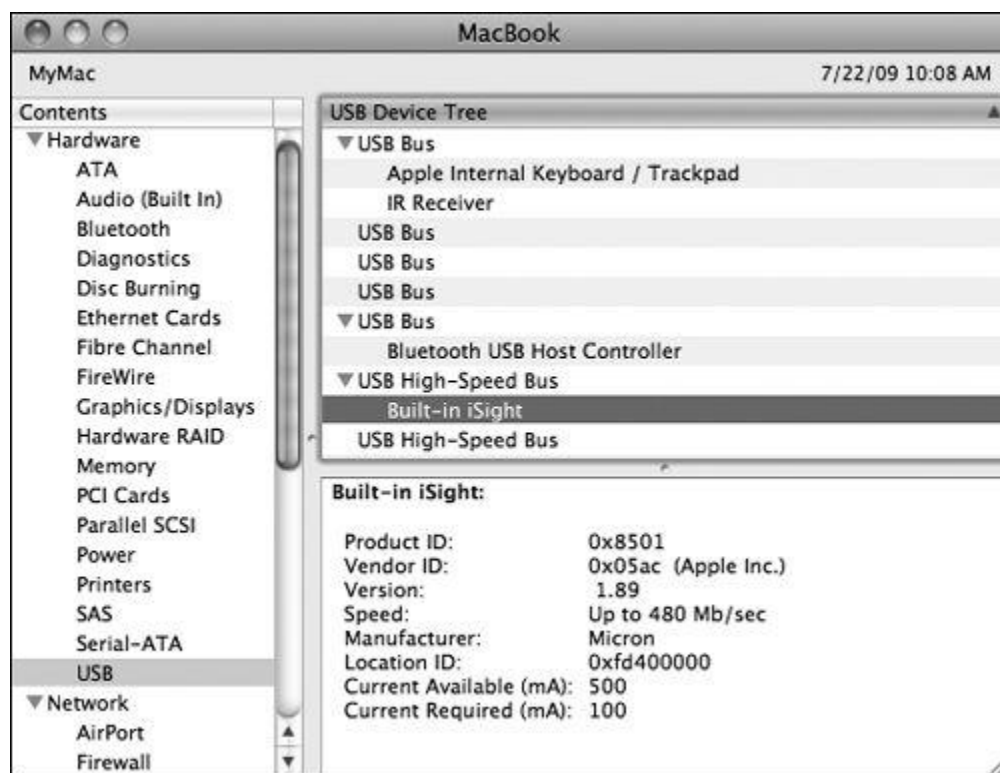 MacBook
MyMac
7/22/09 10:08 AM
Contents
Hardware
ATA
Audio (Built In)
Bluetooth
Diagnostics
Disc Burning
Ethernet Cards
Fibre Channel
FireWire
Graphics/Displays
Hardware RAID
Memory
PCI Cards
Parallel SCSI
Power
Printers
SAS
Serial-ATA
USB
Network
AirPort
Firewall
USB Device Tree
USB Bus
Apple Internal Keyboard / Trackpad
IR Receiver
USB Bus
USB Bus
USB Bus
USB Bus
Bluetooth USB Host Controller
USB High-Speed Bus
Built-in iSight
USB High-Speed Bus
Built-in iSight:
Product ID: 0x8501
Vendor ID: 0x05ac (Apple Inc.)
Version: 1.89
Speed: Up to 480 Mb/sec
Manufacturer: Micron
Location ID: 0xfd400000
Current Available (mA): 500
Current Required (mA): 100